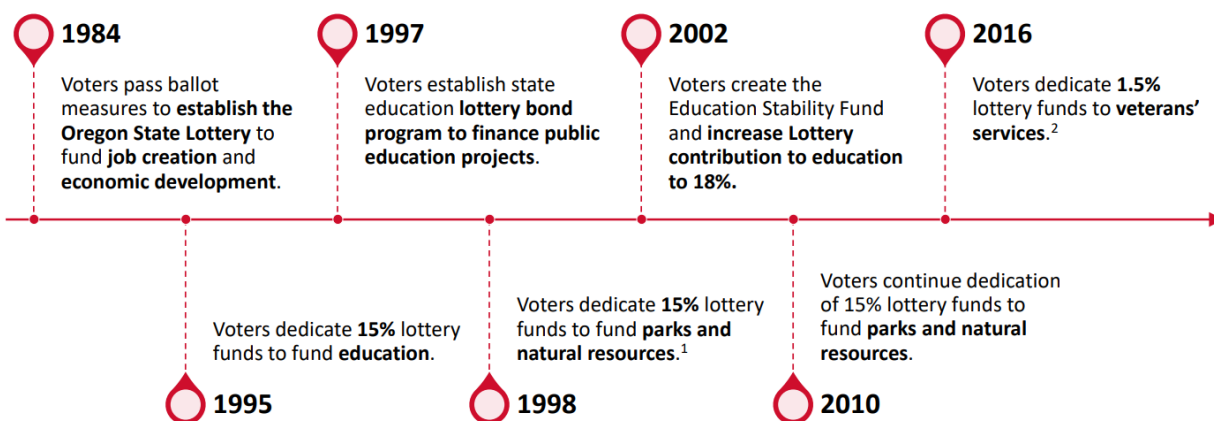 1984
Voters pass ballot
measures to establish the
Oregon State Lottery to
fund job creation and
economic development.
1997
Voters establish state
education lottery bond
program to finance public
education projects.
2002
Voters create the
Education Stability Fund
and increase Lottery
contribution to education
to 18%.
2016
Voters dedicate 1.5%
lottery funds to veterans’
services.2
Voters dedicate 15% lottery
funds to fund education.
1995
Voters dedicate 15% lottery
funds to fund parks and
natural resources.1
1998
Voters continue dedication
of 15% lottery funds to
fund parks and natural
resources.
2010